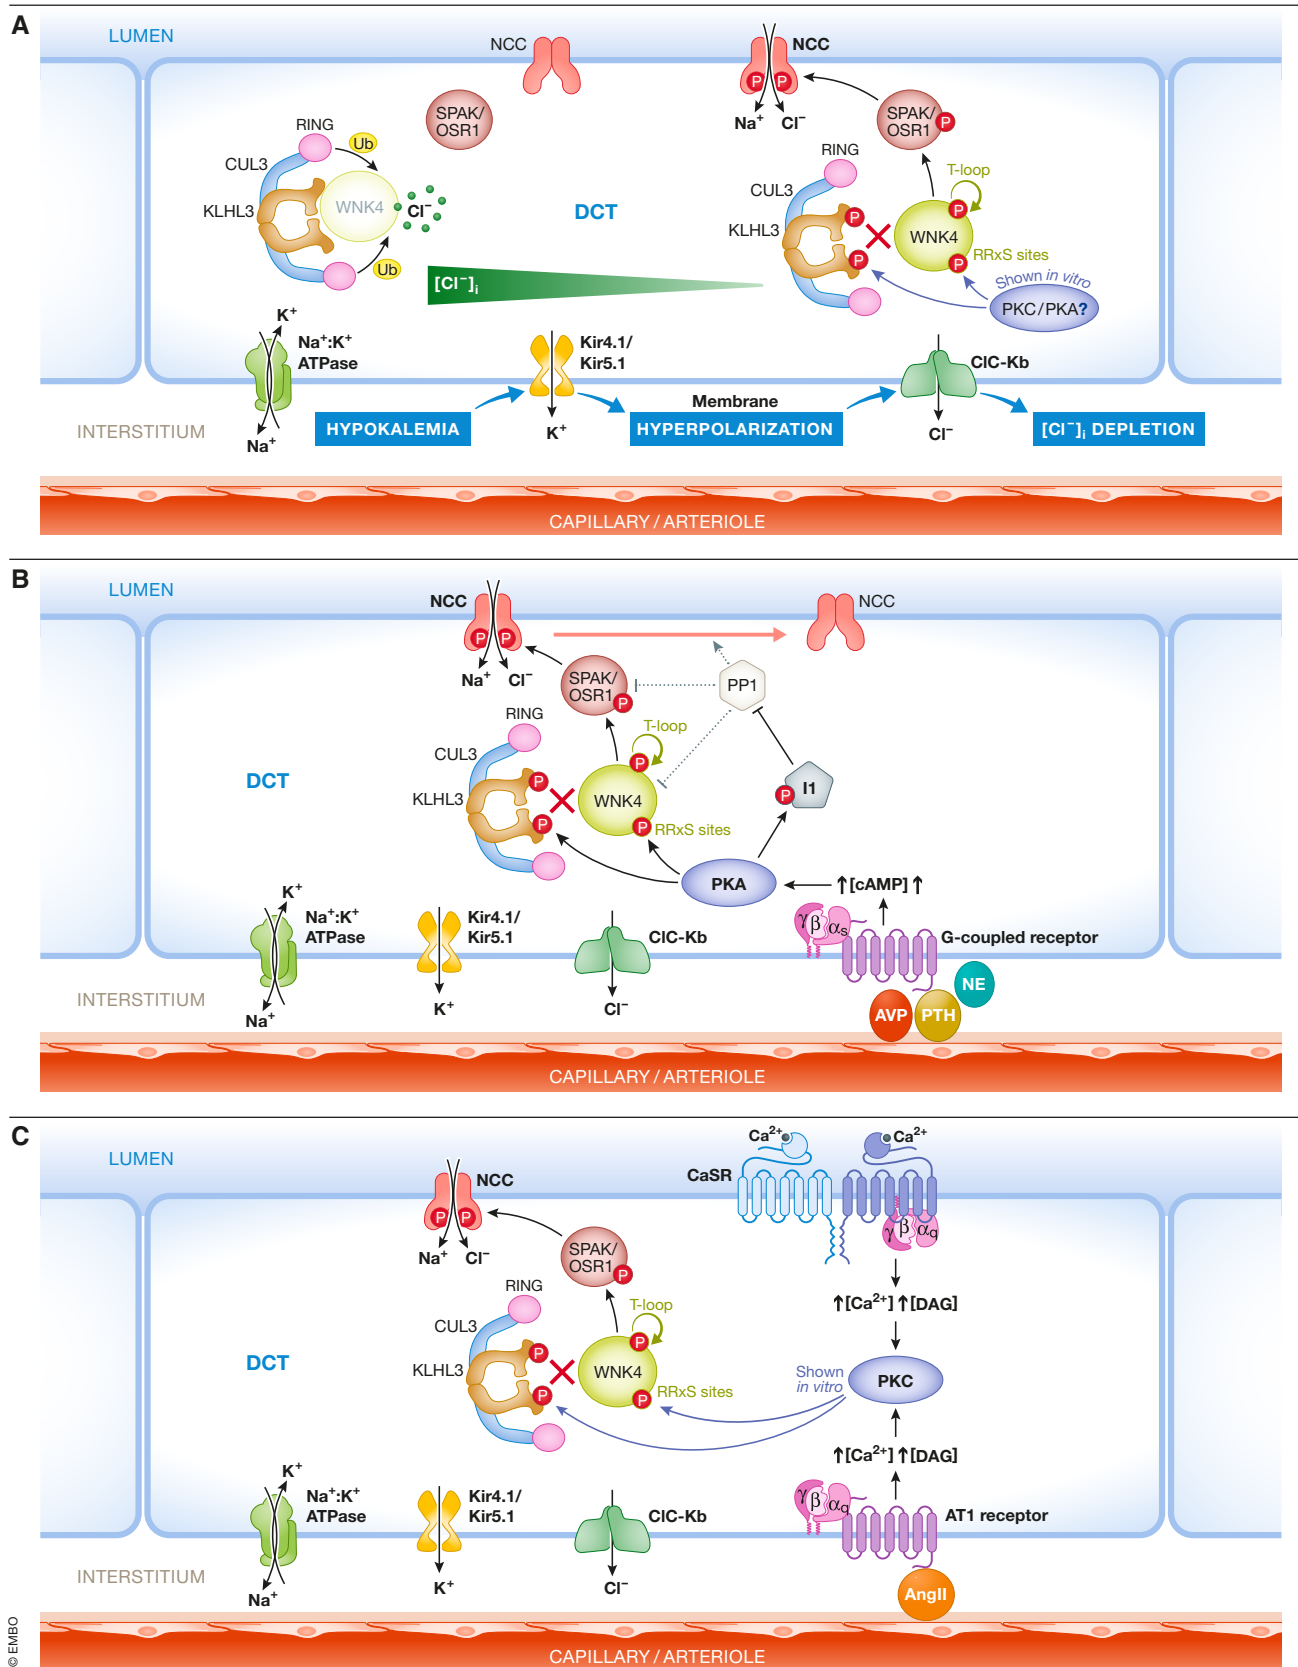 A
LUMEN
NCC
NCC
P
P
Na⁺
Cl⁻
SPAK/
OSR1
SPAK/
OSR1
P
RING
Ub
CUL3
KLHL3
WNK4
Cl⁻
Ub
DCT
RING
CUL3
KLHL3
P
P
T-loop
P
WNK4
RRxS sites
P
Shown in vitro
PKC/PKA?
[Cl⁻]i
K⁺
Na⁺:K⁺
ATPase
Na⁺
Kir4.1/
Kir5.1
K⁺
ClC-Kb
Cl⁻
INTERSTITIUM
HYPOKALEMIA
Membrane
HYPERPOLARIZATION
[Cl⁻]i DEPLETION
CAPILLARY / ARTERIOLE
B
LUMEN
NCC
P
P
Na⁺
Cl⁻
NCC
SPAK/
OSR1
P
PP1
RING
CUL3
KLHL3
P
P
T-loop
P
WNK4
P
RRxS sites
I1
P
DCT
PKA
↑[cAMP]↑
K⁺
Na⁺:K⁺
ATPase
Na⁺
Kir4.1/
Kir5.1
K⁺
ClC-Kb
Cl⁻
γ
β
αs
G-coupled receptor
NE
AVP
PTH
INTERSTITIUM
CAPILLARY / ARTERIOLE
C
LUMEN
Ca²⁺
Ca²⁺
CaSR
NCC
P
P
Na⁺
Cl⁻
γ
β
αq
SPAK/
OSR1
P
↑[Ca²⁺]↑[DAG]
RING
CUL3
KLHL3
P
P
T-loop
P
WNK4
P
RRxS sites
DCT
Shown
in vitro
PKC
↑[Ca²⁺]↑[DAG]
K⁺
Na⁺:K⁺
ATPase
Na⁺
Kir4.1/
Kir5.1
K⁺
ClC-Kb
Cl⁻
γ
β
αq
AT1 receptor
AngII
INTERSTITIUM
CAPILLARY / ARTERIOLE
© EMBO